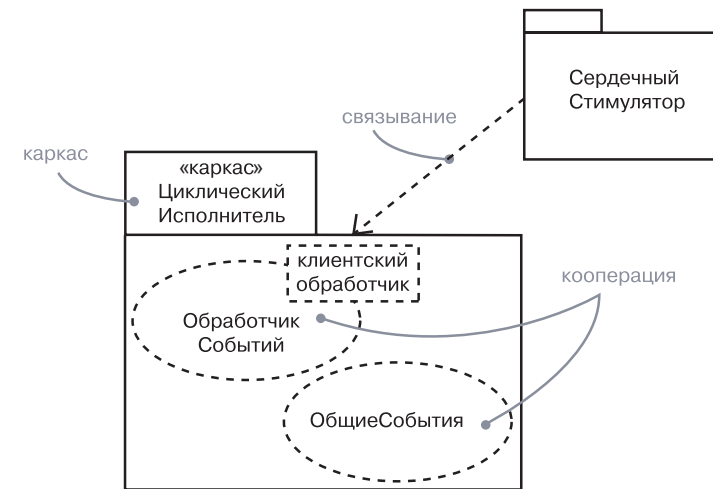 Сердечный
Стимулятор
связывание
каркас
«каркас»
Циклический
Исполнитель
клиентский
обработчик
кооперация
Обработчик
Событий
ОбщиеСобытия